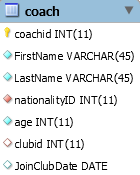 coach
coachid INT(11)
FirstName VARCHAR(45)
LastName VARCHAR(45)
nationalityID INT(11)
age INT(11)
clubid INT(11)
JoinClubDate DATE